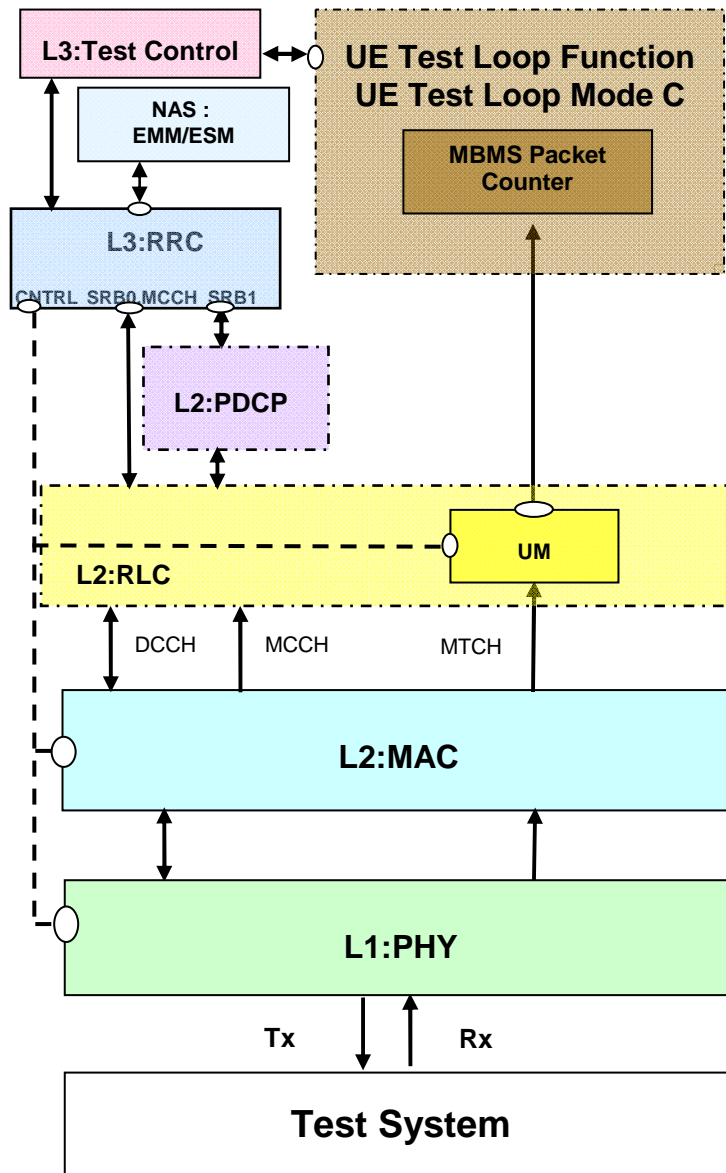 L3:Test Control
UE Test Loop Function
UE Test Loop Mode C
NAS :
EMM/ESM
MBMS Packet
Counter
L3:RRC
CNTRL SRB0,MCCH SRB1
L2:PDCP
UM
L2:RLC
DCCH MCCH MTCH
L2:MAC
L1:PHY
Tx Rx
Test System